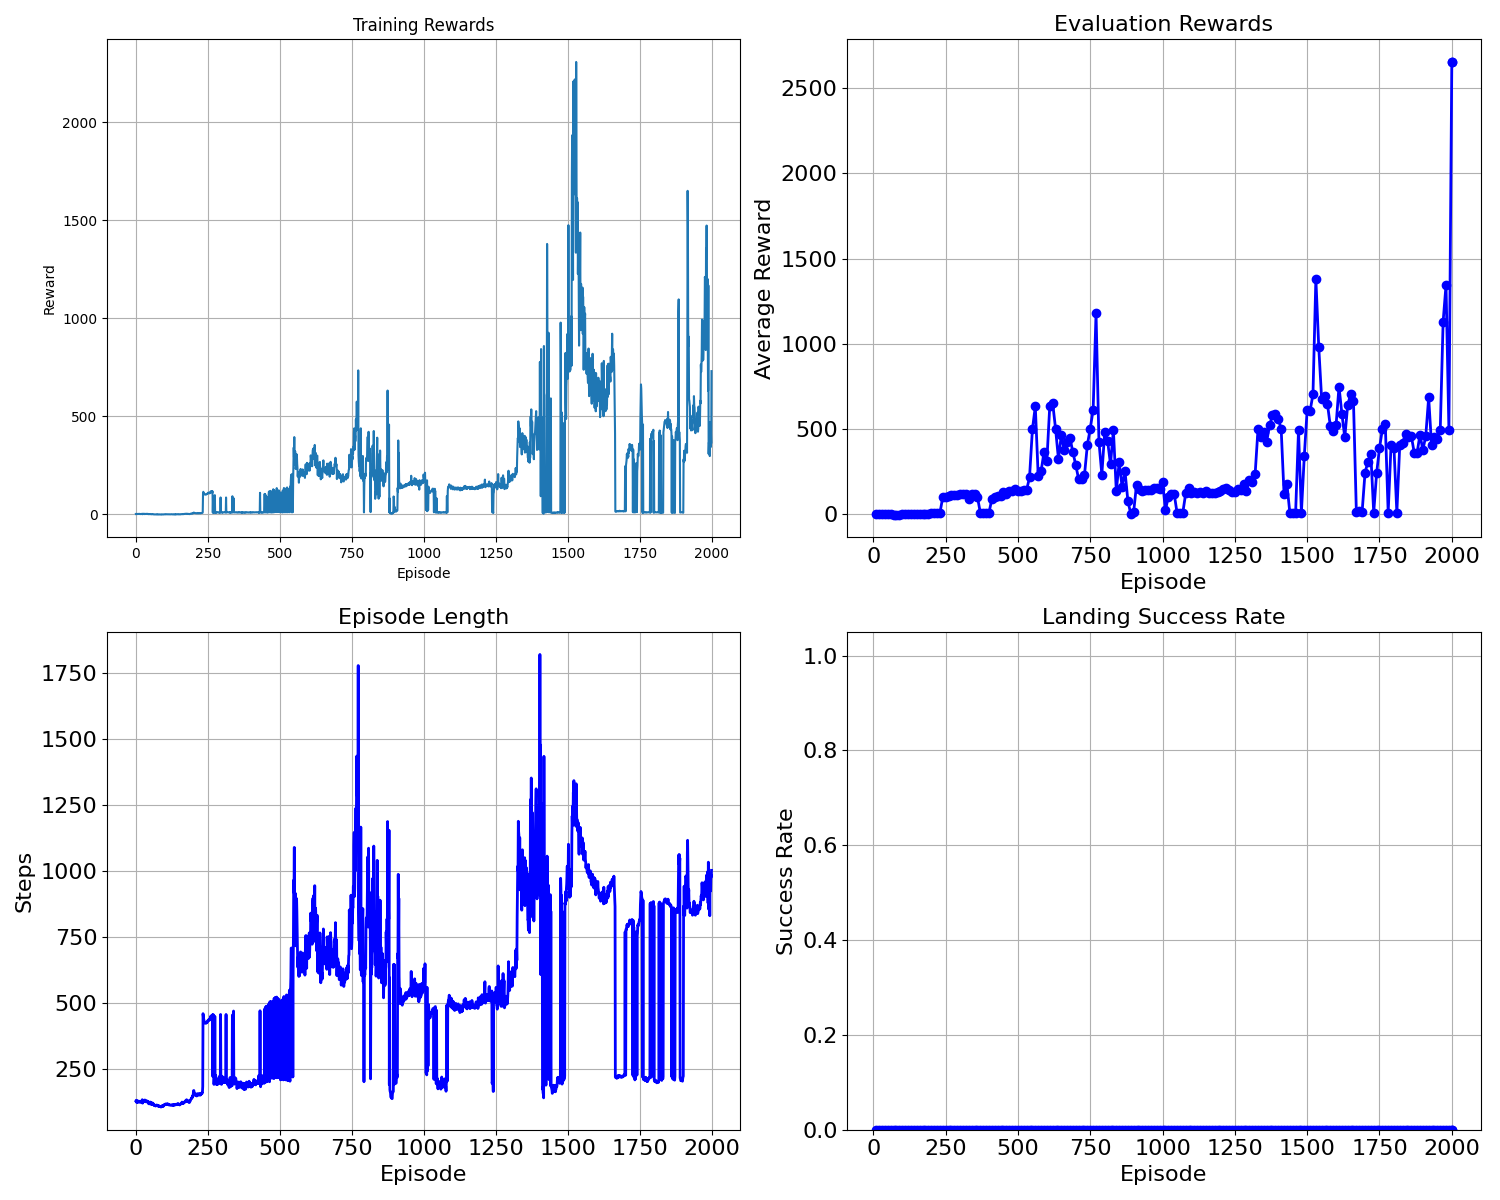 Training Rewards
Reward
2000
1500
1000
500
0
0 250 500 750 1000 1250 1500 1750 2000
Episode
Evaluation Rewards
Average Reward
2500
2000
1500
1000
500
0
0 250 500 750 1000 1250 1500 1750 2000
Episode
Episode Length
Steps
1750
1500
1250
1000
750
500
250
0 250 500 750 1000 1250 1500 1750 2000
Episode
Landing Success Rate
Success Rate
1.0
0.8
0.6
0.4
0.2
0.0
0 250 500 750 1000 1250 1500 1750 2000
Episode